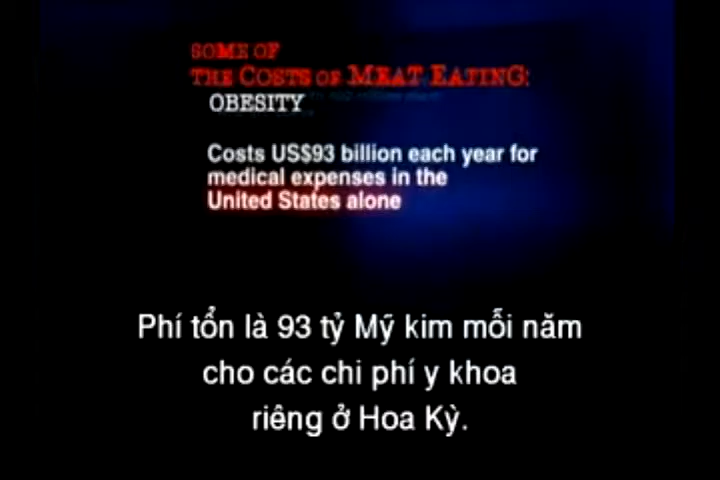 SOME OF
THE COSTS OF MEAT EATING:
OBESITY
Costs US$93 billion each year for
medical expenses in the
United States alone
Phí tổn là 93 tỷ Mỹ kim mỗi năm
cho các chi phí y khoa
riêng ở Hoa Kỳ.